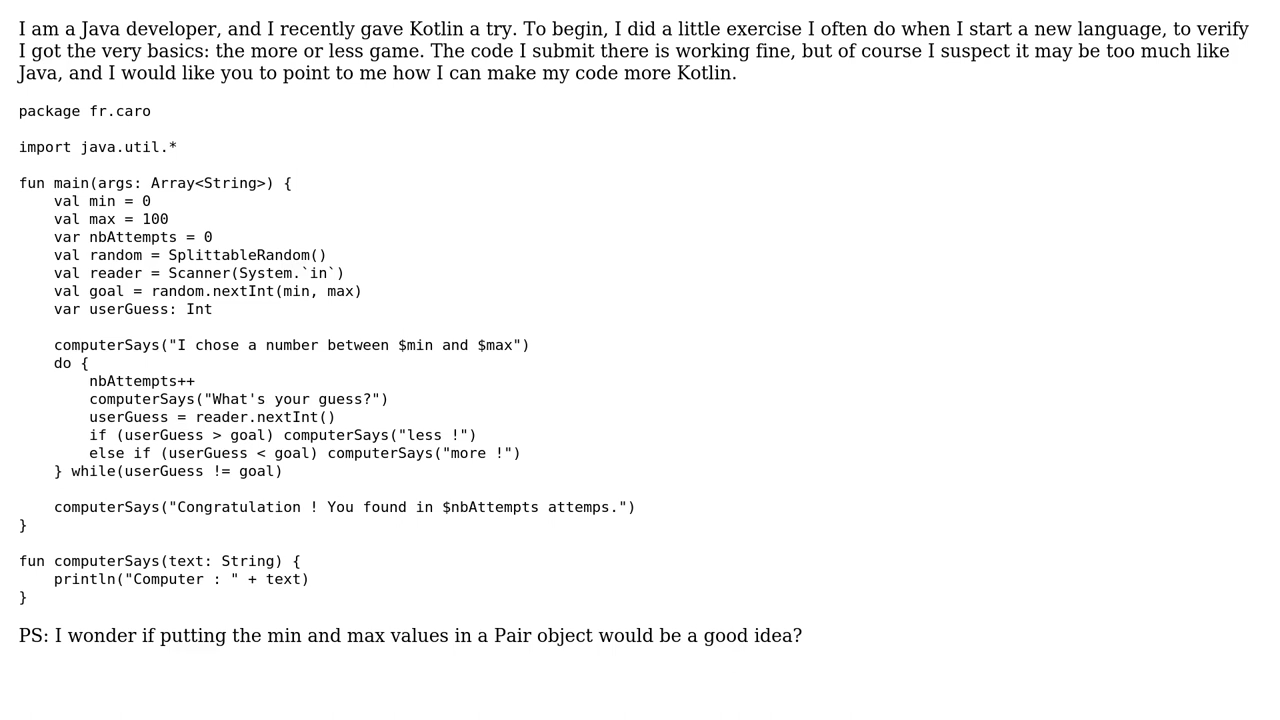 I am a Java developer, and I recently gave Kotlin a try. To begin, I did a little exercise I often do when I start a new language, to verify
I got the very basics: the more or less game. The code I submit there is working fine, but of course I suspect it may be too much like
Java, and I would like you to point to me how I can make my code more Kotlin.
package fr.caro
import java.util.*
fun main(args: Array<String>) {
    val min = 0
    val max = 100
    var nbAttempts = 0
    val random = SplittableRandom()
    val reader = Scanner(System.`in`)
    val goal = random.nextInt(min, max)
    var userGuess: Int
    computerSays("I chose a number between $min and $max")
    do {
        nbAttempts++
        computerSays("What's your guess?")
        userGuess = reader.nextInt()
        if (userGuess > goal) computerSays("less !")
        else if (userGuess < goal) computerSays("more !")
    } while(userGuess != goal)
    computerSays("Congratulation ! You found in $nbAttempts attemps.")
}
fun computerSays(text: String) {
    println("Computer : " + text)
}
PS: I wonder if putting the min and max values in a Pair object would be a good idea?